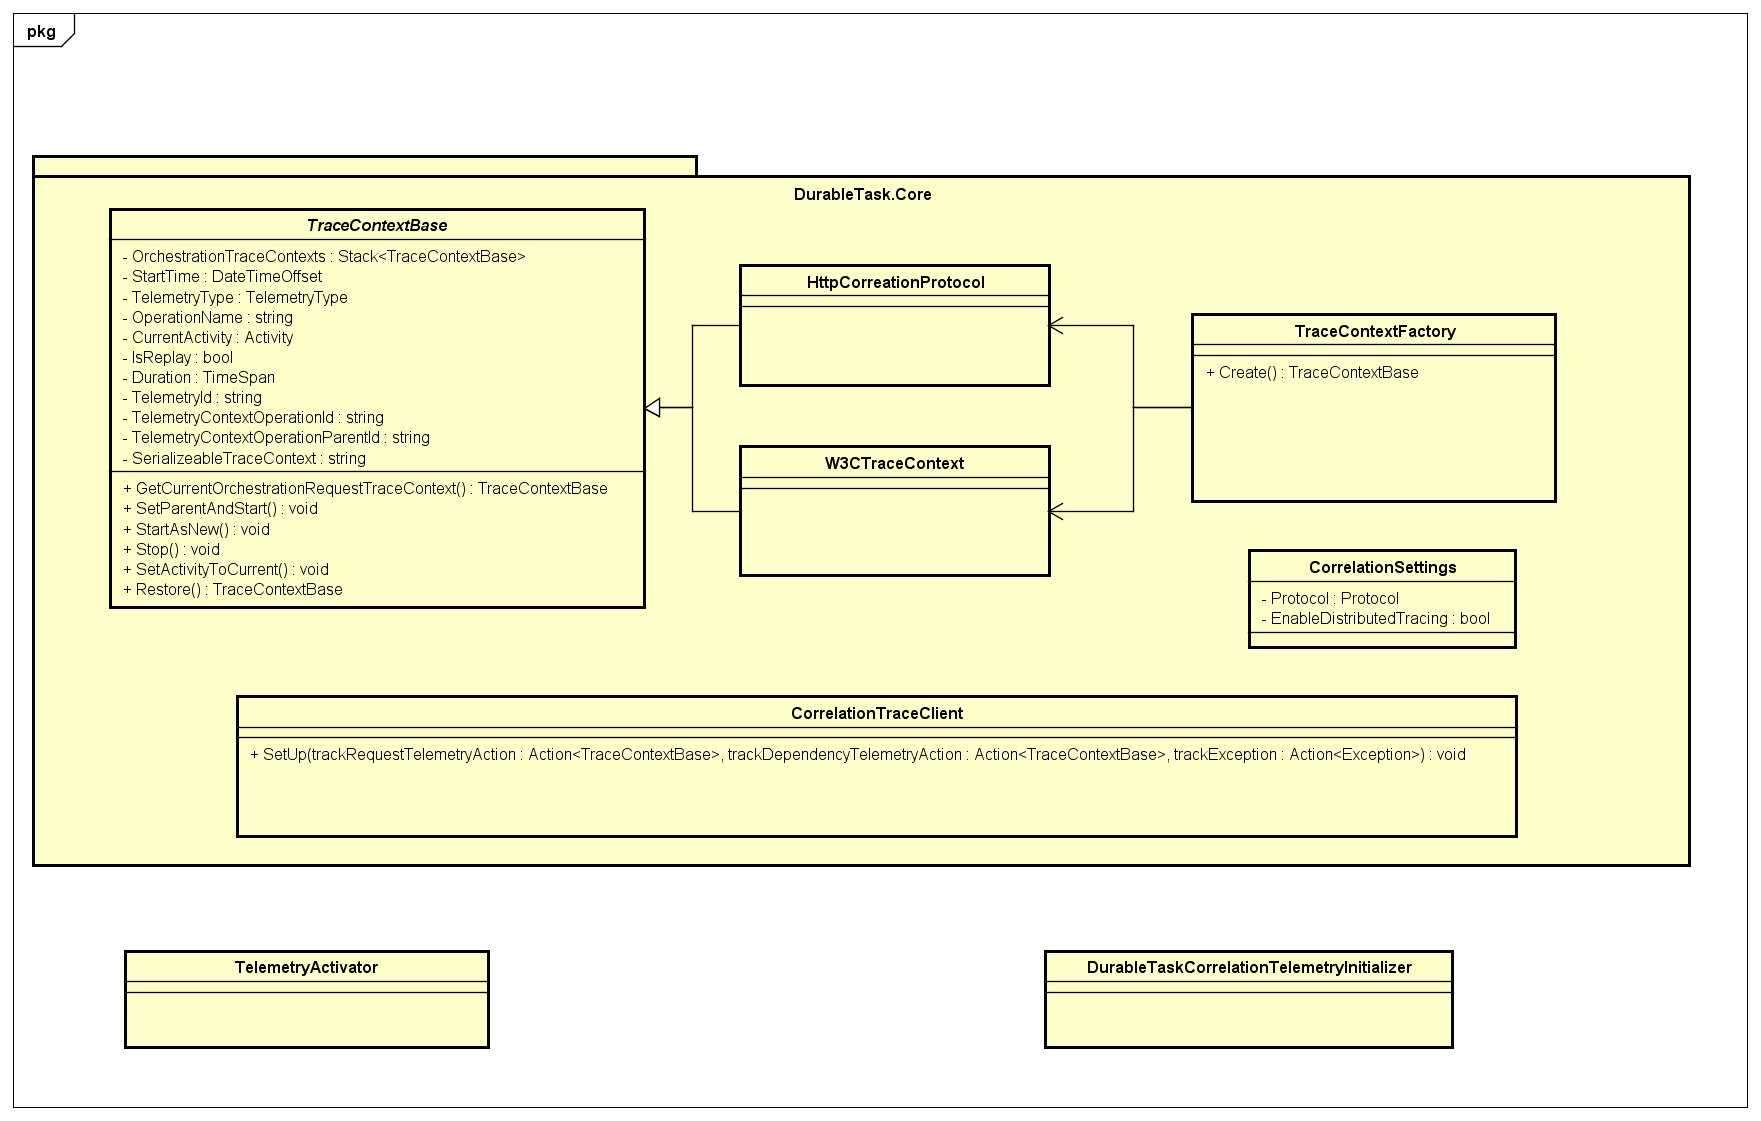 pkg
DurableTask.Core
TraceContextBase
- OrchestrationTraceContexts : Stack<TraceContextBase>
- StartTime : DateTimeOffset
- TelemetryType : TelemetryType
- OperationName : string
- CurrentActivity : Activity
- IsReplay : bool
- Duration : TimeSpan
- TelemetryId : string
- TelemetryContextOperationId : string
- TelemetryContextOperationParentId : string
- SerializeableTraceContext : string
+ GetCurrentOrchestrationRequestTraceContext() : TraceContextBase
+ SetParentAndStart() : void
+ StartAsNew() : void
+ Stop() : void
+ SetActivityToCurrent() : void
+ Restore() : TraceContextBase
HttpCorreationProtocol
W3CTraceContext
TraceContextFactory
+ Create() : TraceContextBase
CorrelationSettings
- Protocol : Protocol
- EnableDistributedTracing : bool
CorrelationTraceClient
+ SetUp(trackRequestTelemetryAction : Action<TraceContextBase>, trackDependencyTelemetryAction : Action<TraceContextBase>, trackException : Action<Exception>) : void
TelemetryActivator
DurableTaskCorrelationTelemetryInitializer